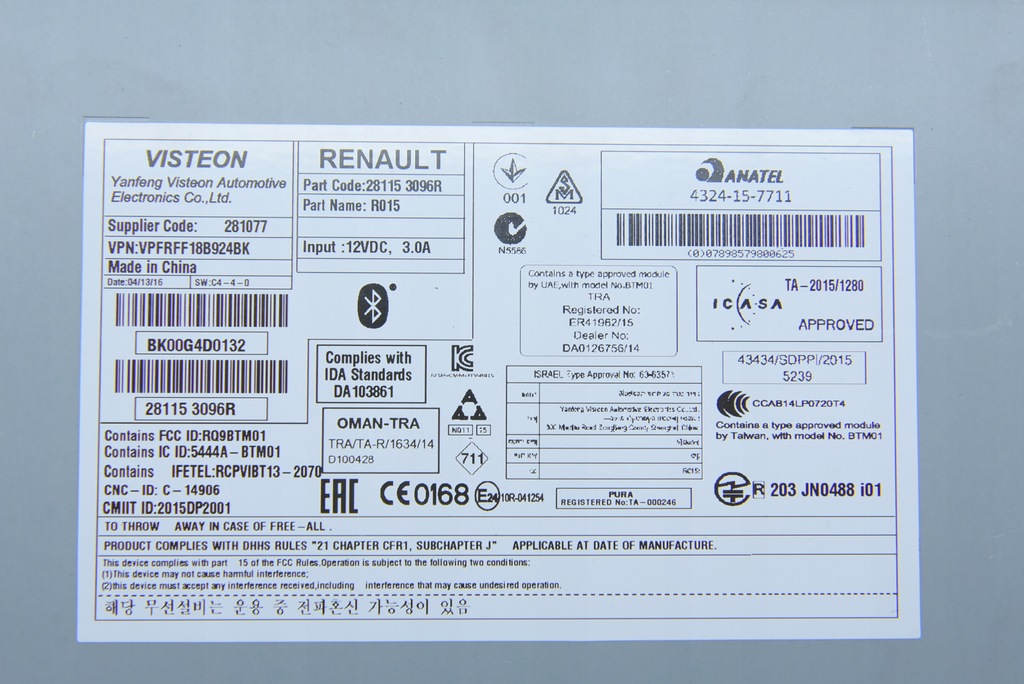 VISTEON
Yanfeng Visteon Automotive
Electronics Co.,Ltd.
Supplier Code: 281077
VPN:VPFRFF18B924BK
Made in China
Date:04/13/16 SW:C4-4-0
BK00G4D0132
28115 3096R
RENAULT
Part Code:28115 3096R
Part Name: R015
Input :12VDC, 3.0A
001
1024
N5586
ANATEL
4324-15-7711
(0)07898579800625
Contains a type approved module
by UAE,with model No.BTM01
TRA
Registered No:
ER41962/15
Dealer No:
DA0126756/14
ICASA
TA-2015/1280
APPROVED
43434/SDPPI/2015
5239
Complies with
IDA Standards
DA103861
OMAN-TRA
TRA/TA-R/1634/14
D100428
N011 15
711
ISRAEL Type Approval No:
Yanfeng Visteon Automotive Electronics Co.,Ltd.
R015
CCAB14LP0720T4
Contains a type approved module
by Taiwan, with model No. BTM01
Contains FCC ID:RQ9BTM01
Contains IC ID:5444A-BTM01
Contains IFETEL:RCPVIBT13-2070
CNC-ID: C-14906
CMIIT ID:2015DP2001
EAC CE0168 E24 10R-041254
PURA
REGISTERED No:TA-000246
R 203 JN0488 i01
TO THROW AWAY IN CASE OF FREE-ALL .
PRODUCT COMPLIES WITH DHHS RULES "21 CHAPTER CFR1, SUBCHAPTER J" APPLICABLE AT DATE OF MANUFACTURE.
This device complies with part 15 of the FCC Rules.Operation is subject to the following two conditions:
(1)This device may not cause harmful interference;
(2)this device must accept any interference received,including interference that may cause undesired operation.
해당 무선설비는 운용 중 전파혼신 가능성이 있음